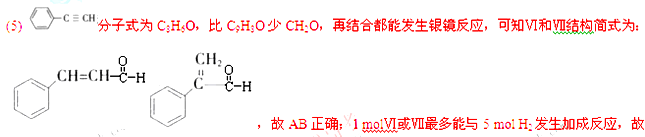 (5) C≡CH 分子式为 C₉H₈O，比 C₉H₈O 少 CH₂O，再结合都能发生银镜反应，可知Ⅵ和Ⅶ结构简式为：
CH=CH—C—H O CH₂ C C—H O ，故 AB 正确；1 molⅥ或Ⅶ最多能与 5 mol H₂ 发生加成反应，故